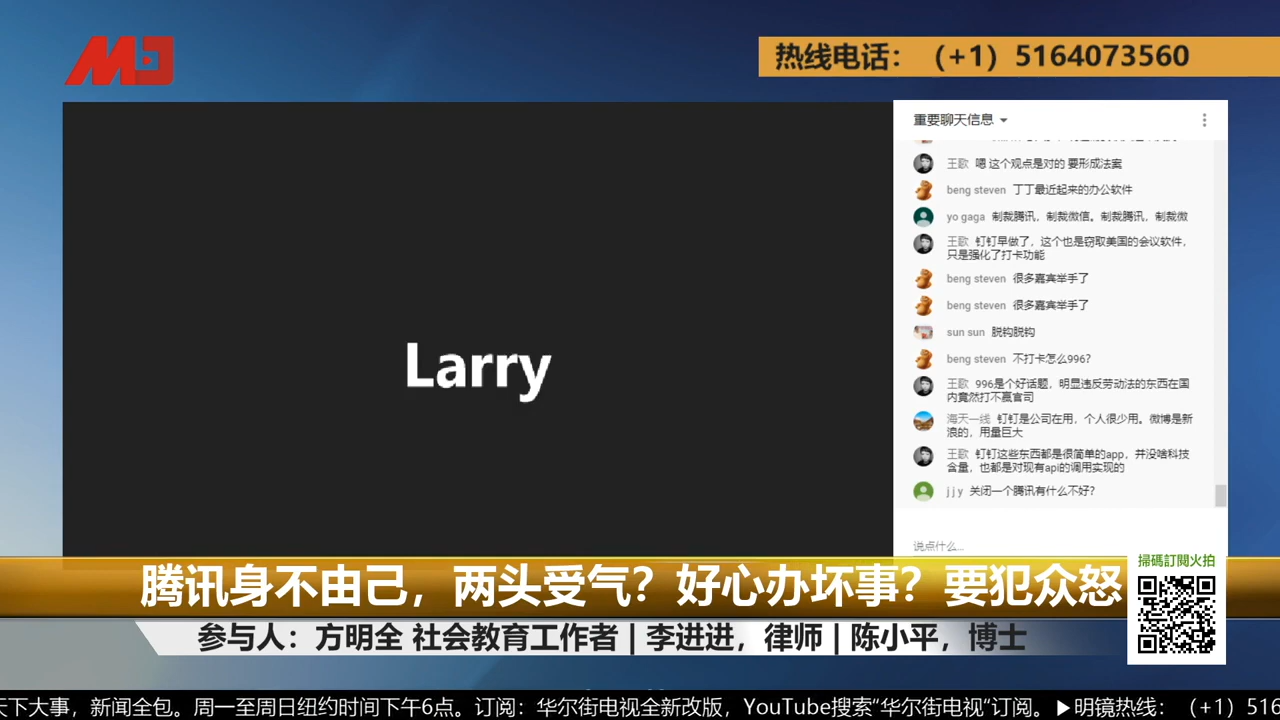 MJ
热线电话：（+1）5164073560
重要聊天信息
王歌 嗯 这个观点是对的 要形成法案
beng steven 丁丁最近起来的办公软件
yo gaga 制裁腾讯，制裁微信。制裁腾讯，制裁微
王歌 钉钉早做了，这个也是窃取美国的会议软件，
只是强化了打卡功能
beng steven 很多嘉宾举手了
beng steven 很多嘉宾举手了
sun sun 脱钩脱钩
beng steven 不打卡怎么996？
王歌 996是个好话题，明显违反劳动法的东西在国
内竟然打不赢官司
海天一线 钉钉是公司在用，个人很少用。微博是新
浪的，用量巨大
王歌 钉钉这些东西都是很简单的app，并没啥科技
含量，也都是对现有api的调用实现的
j j y 关闭一个腾讯有什么不好？
说点什么...
Larry
掃碼訂閱火拍
腾讯身不由己，两头受气？好心办坏事？要犯众怒
参与人：方明全 社会教育工作者 | 李进进，律师 | 陈小平，博士
天下大事，新闻全包。周一至周日纽约时间下午6点。订阅：华尔街电视全新改版，YouTube搜索“华尔街电视”订阅。▶明镜热线：（+1）516